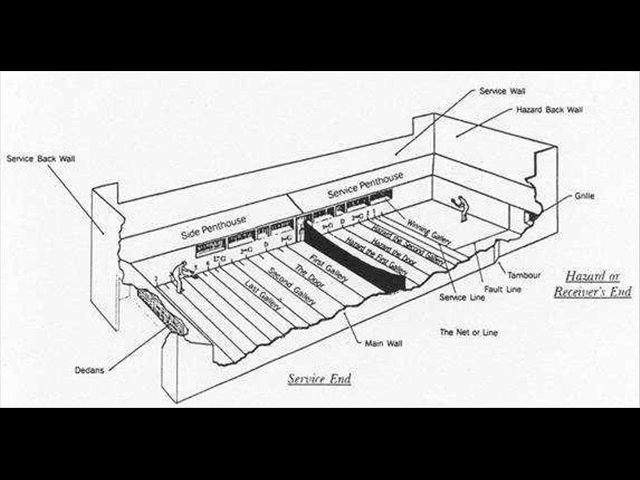 Service Wall
Hazard Back Wall
Service Back Wall
Service Penthouse
Grille
Side Penthouse
Winning Gallery
Hazard the Second Gallery
Hazard the Door
Hazard the First Gallery
First Gallery
The Door
Second Gallery
Last Gallery
Tambour
Hazard or
Receiver's End
Fault Line
Service Line
The Net or Line
Main Wall
Dedans
Service End